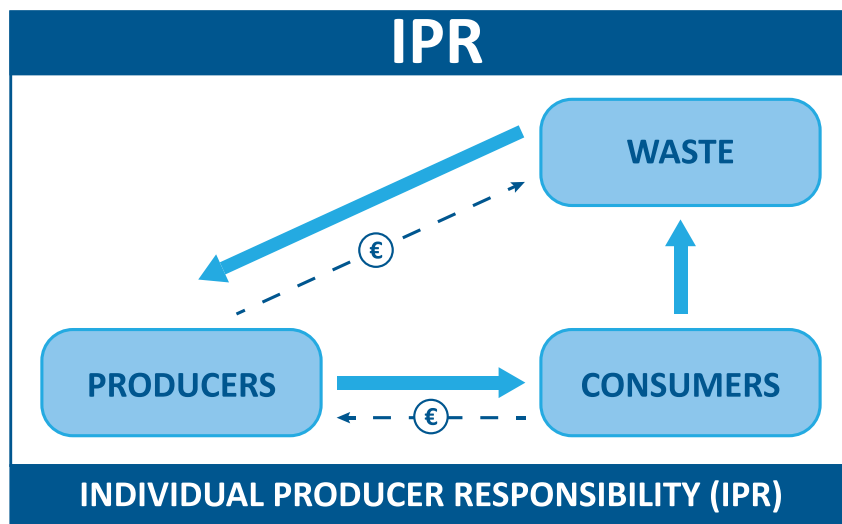 IPR
WASTE
€
PRODUCERS
CONSUMERS
€
INDIVIDUAL PRODUCER RESPONSIBILITY (IPR)